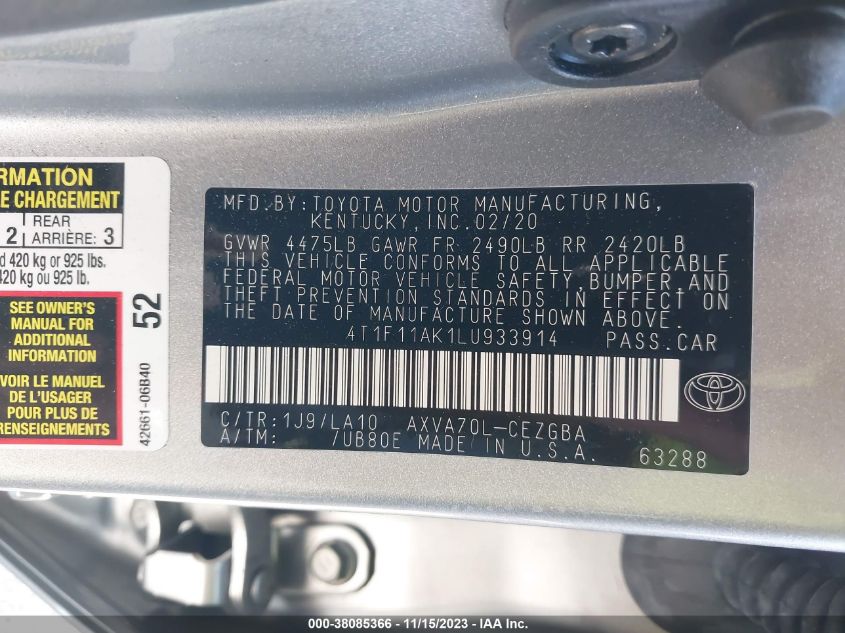 RMATION
E CHARGEMENT
2 REAR
ARRIÈRE: 3
d 420 kg or 925 lbs.
420 kg ou 925 lb.
SEE OWNER'S
MANUAL FOR
ADDITIONAL
INFORMATION
VOIR LE MANUEL
DE L'USAGER
POUR PLUS DE
RENSEIGNEMENTS
52
42661-06B40
MFD.BY:TOYOTA MOTOR MANUFACTURING,
KENTUCKY,INC.02/20
GVWR 4475LB GAWR FR 2490LB RR 2420LB
THIS VEHICLE CONFORMS TO ALL APPLICABLE
FEDERAL MOTOR VEHICLE SAFETY,BUMPER,AND
THEFT PREVENTION STANDARDS IN EFFECT ON
THE DATE OF MANUFACTURE SHOWN ABOVE.
4T1F11AK1LU933914 PASS.CAR
C/TR:1J9/LA10 AXVA70L-CEZGBA
A/TM: 7UB80E MADE IN U.S.A. 63288
000-38085366 - 11/15/2023 - IAA Inc.